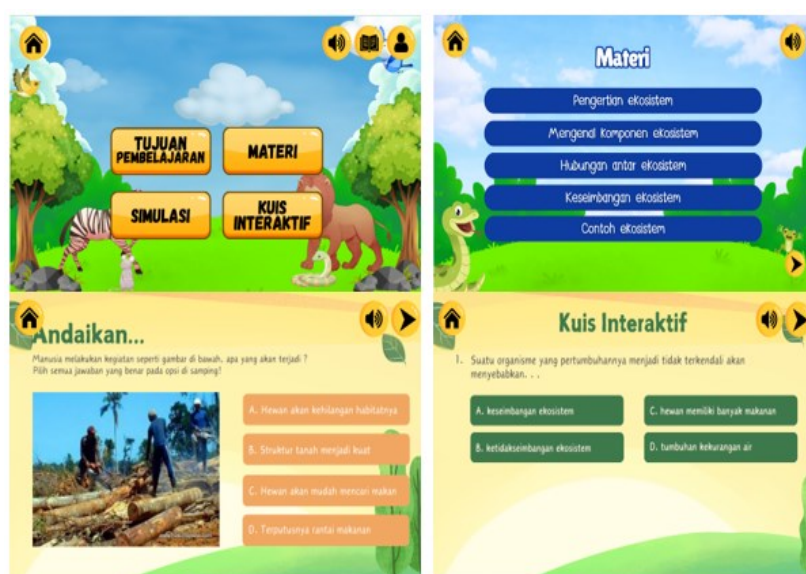 TUJUAN
PEMBELAJARAN
MATERI
SIMULASI
KUIS
INTERAKTIF
Materi
Pengertian ekosistem
Mengenal Komponen ekosistem
Hubungan antar ekosistem
Keseimbangan ekosistem
Contoh ekosistem
Andaikan...
Manusia melakukan kegiatan seperti gambar di bawah, apa yang akan terjadi ?
Pilih semua jawaban yang benar pada opsi di samping!
A. Hewan akan kehilangan habitatnya
B. Struktur tanah menjadi kuat
C. Hewan akan mudah mencari makan
D. Terputusnya rantai makanan
Kuis Interaktif
1. Suatu organisme yang pertumbuhannya menjadi tidak terkendali akan
menyebabkan. . .
A. keseimbangan ekosistem
B. ketidakseimbangan ekosistem
C. hewan memiliki banyak makanan
D. tumbuhan kekurangan air